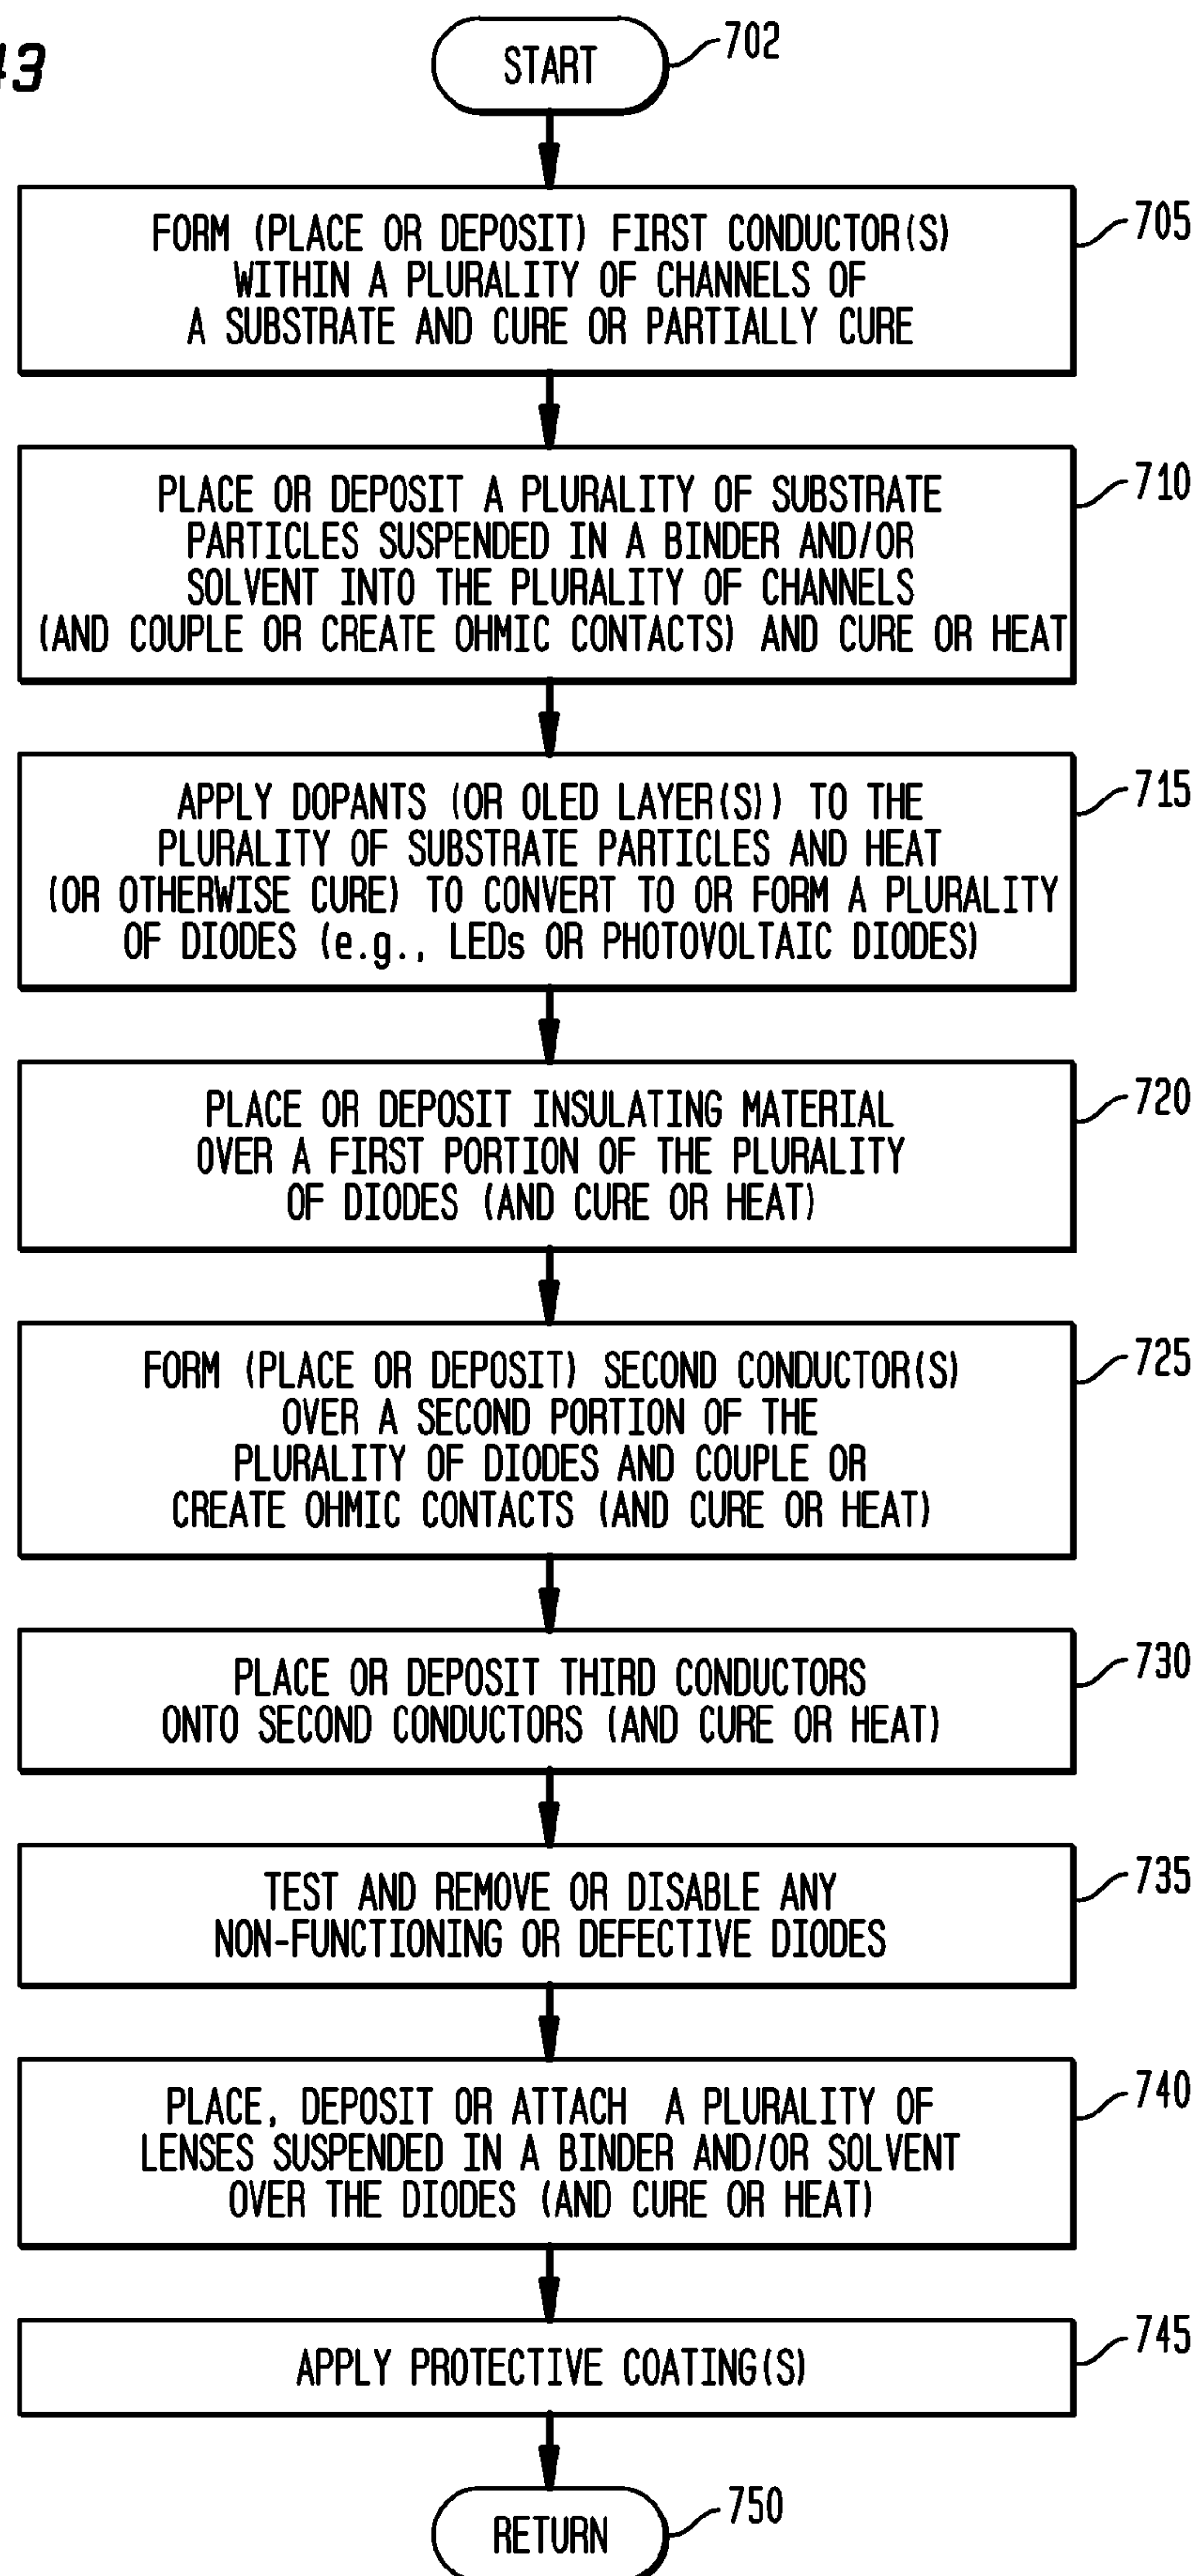 43
START
702
FORM (PLACE OR DEPOSIT) FIRST CONDUCTOR(S)
WITHIN A PLURALITY OF CHANNELS OF
A SUBSTRATE AND CURE OR PARTIALLY CURE
705
PLACE OR DEPOSIT A PLURALITY OF SUBSTRATE
PARTICLES SUSPENDED IN A BINDER AND/OR
SOLVENT INTO THE PLURALITY OF CHANNELS
(AND COUPLE OR CREATE OHMIC CONTACTS) AND CURE OR HEAT
710
APPLY DOPANTS (OR OLED LAYER(S)) TO THE
PLURALITY OF SUBSTRATE PARTICLES AND HEAT
(OR OTHERWISE CURE) TO CONVERT TO OR FORM A PLURALITY
OF DIODES (e.g., LEDs OR PHOTOVOLTAIC DIODES)
715
PLACE OR DEPOSIT INSULATING MATERIAL
OVER A FIRST PORTION OF THE PLURALITY
OF DIODES (AND CURE OR HEAT)
720
FORM (PLACE OR DEPOSIT) SECOND CONDUCTOR(S)
OVER A SECOND PORTION OF THE
PLURALITY OF DIODES AND COUPLE OR
CREATE OHMIC CONTACTS (AND CURE OR HEAT)
725
PLACE OR DEPOSIT THIRD CONDUCTORS
ONTO SECOND CONDUCTORS (AND CURE OR HEAT)
730
TEST AND REMOVE OR DISABLE ANY
NON-FUNCTIONING OR DEFECTIVE DIODES
735
PLACE, DEPOSIT OR ATTACH A PLURALITY OF
LENSES SUSPENDED IN A BINDER AND/OR SOLVENT
OVER THE DIODES (AND CURE OR HEAT)
740
APPLY PROTECTIVE COATING(S)
745
RETURN
750